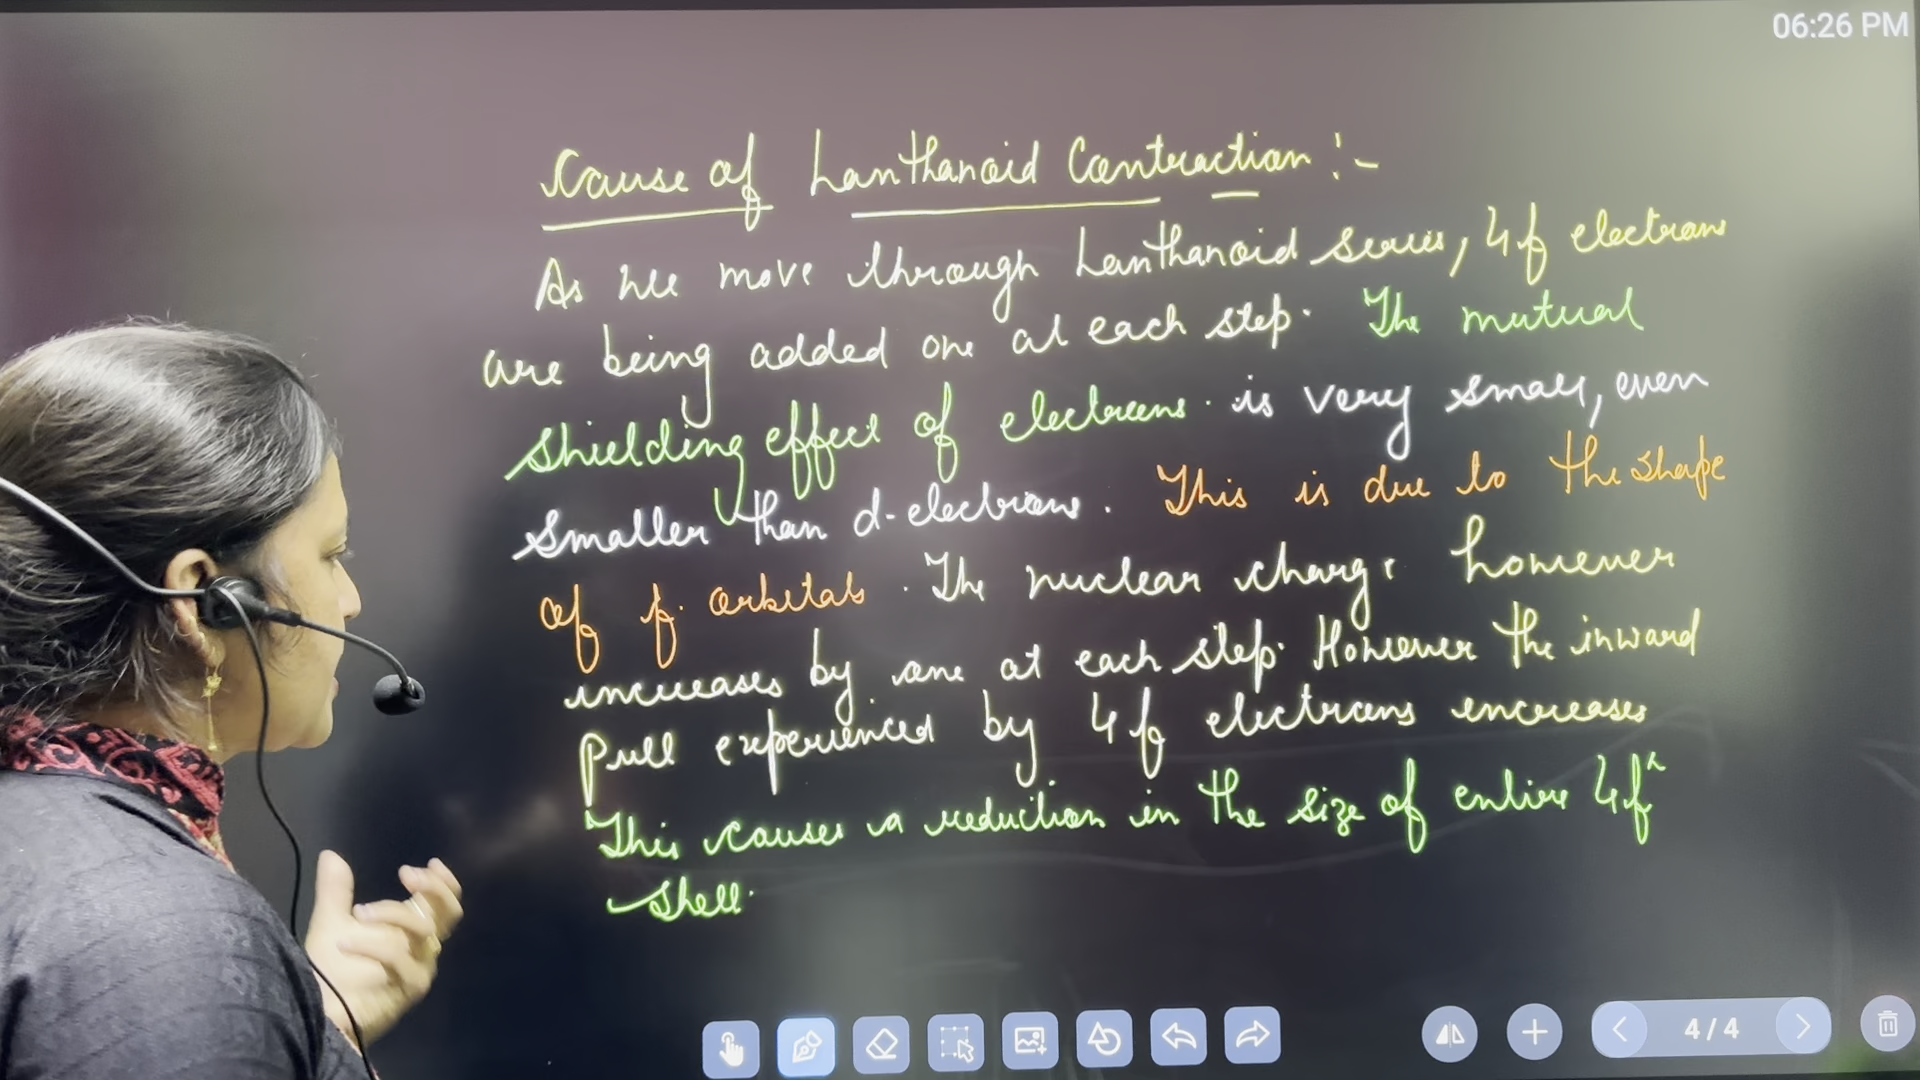 06:26 PM
Cause of Lanthanoid Contraction :-
As we move through Lanthanoid series, 4f electrons
are being added one at each step. The mutual
shielding effect of electrons. is very small, even
smaller than d-electrons. This is due to the shape
of f. orbitals. The nuclear charge however
increases by one at each step. However the inward
pull experienced by 4f electrons increases
This causes a reduction in the size of entire 4f^
shell.
4/4